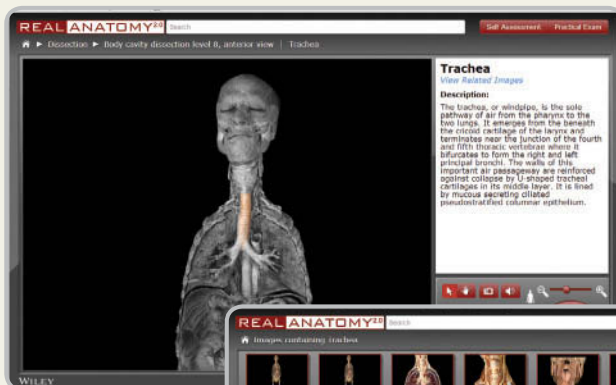 REAL ANATOMY 2.0 Search Self Assessment Practical Exam
Dissection ► Body cavity dissection level 8, anterior view | Trachea
Trachea
View Related Images
Description:
The trachea, or windpipe, is the sole
pathway of air from the pharynx to the
two lungs. It emerges from the beneath
the cricoid cartilage of the larynx and
terminates near the junction of the fourth
and fifth thoracic vertebrae where it
bifurcates to form the right and left
principal bronchi. The walls of this
important air passageway are reinforced
against collapse by U-shaped tracheal
cartilages in its middle layer. It is lined
by mucous secreting ciliated
pseudostratified columnar epithelium.
WILEY
REAL ANATOMY 2.0 Search
Images containing trachea